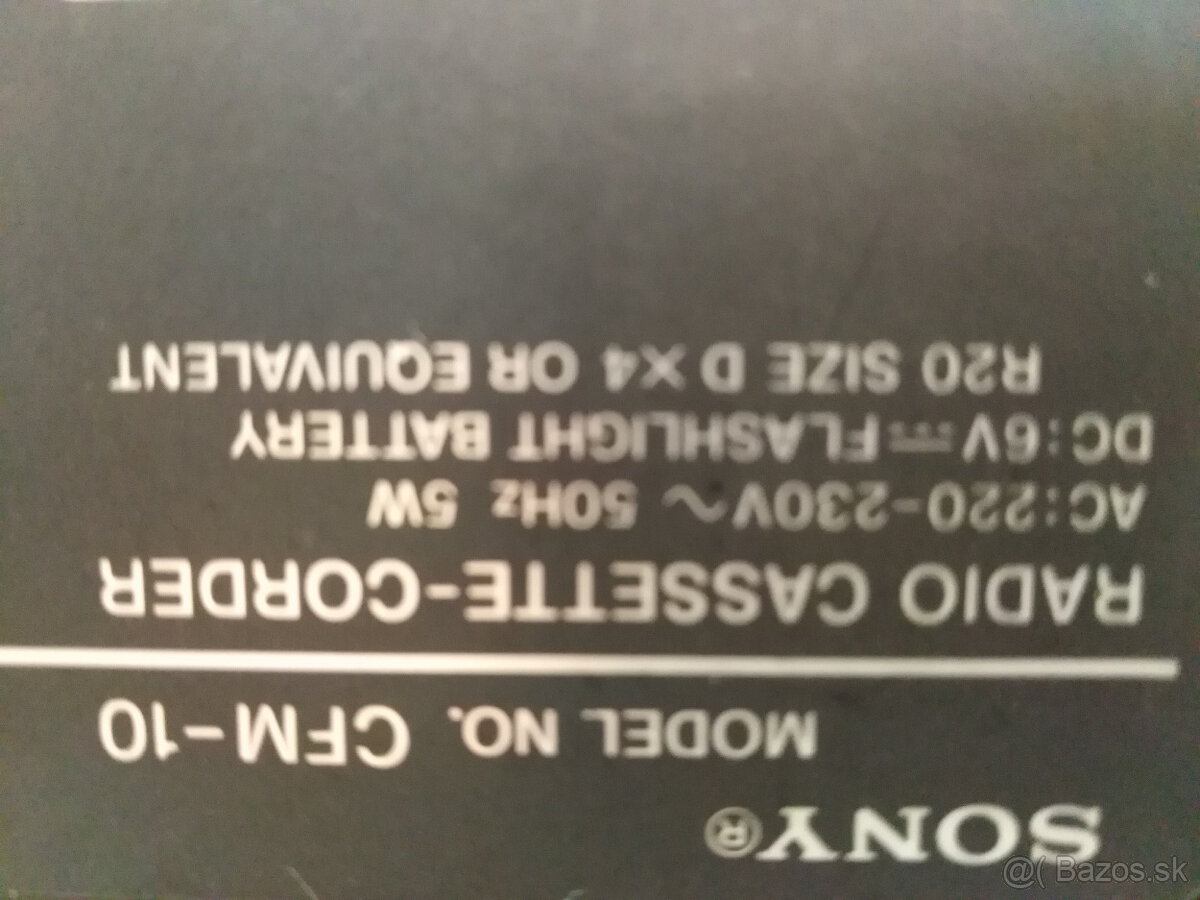 SONY®
MODEL NO. CFM-10
RADIO CASSETTE-CORDER
AC:220-230V~ 50Hz 5W
DC:6V⎓FLASHLIGHT BATTERY
R20 SIZE D×4 OR EQUIVALENT
@( Bazos.sk